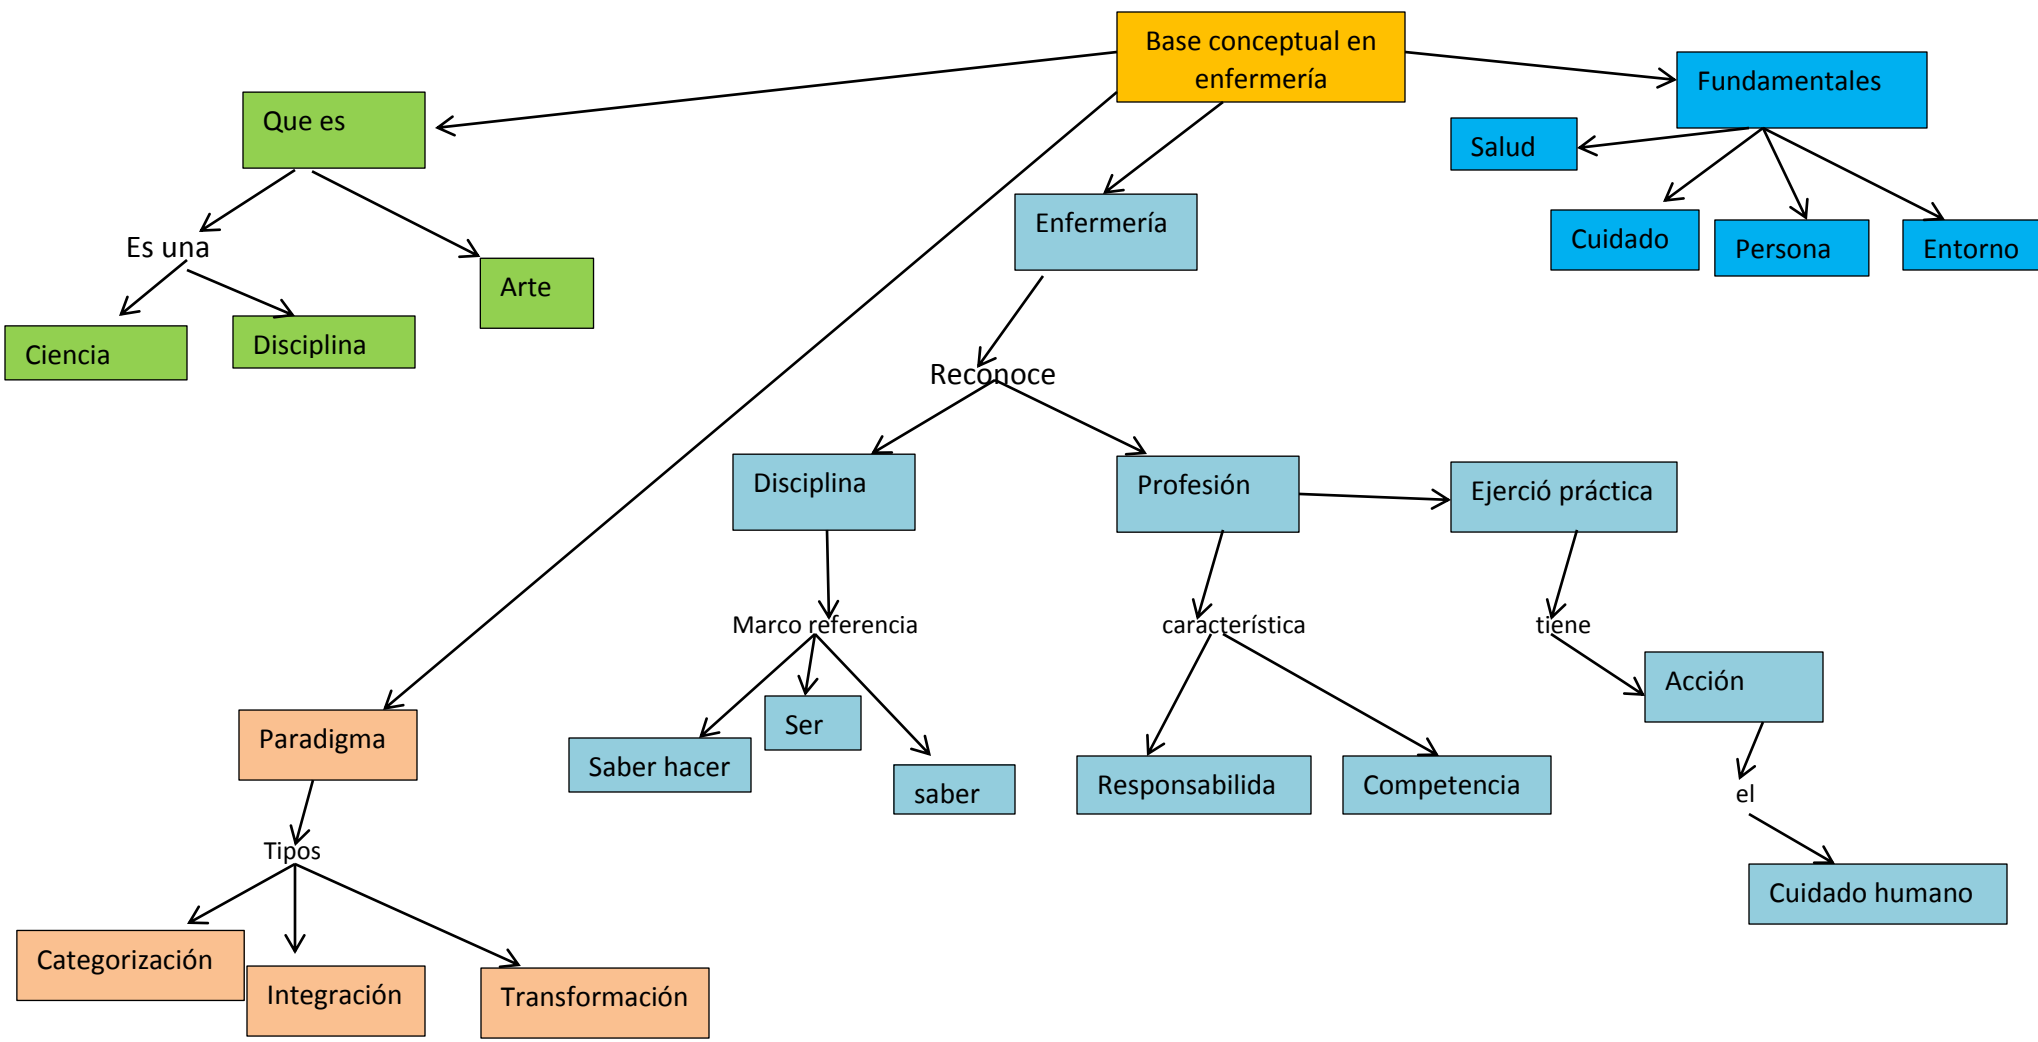 Base conceptual en
enfermería
Fundamentales
Que es
Salud
Enfermería
Cuidado
Persona
Entorno
Es una
Arte
Ciencia
Disciplina
Reconoce
Disciplina
Profesión
Ejerció práctica
Marco referencia
característica
tiene
Acción
Paradigma
Ser
Saber hacer
saber
Responsabilida
Competencia
el
Tipos
Cuidado humano
Categorización
Integración
Transformación